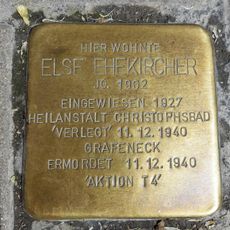 HIER WOHNTE
ELSE EHEKIRCHER
JG. 1902
EINGEWIESEN 1927
HEILANSTALT CHRISTOPHSBAD
'VERLEGT' 11.12.1940
GRAFENECK
ERMORDET 11.12.1940
'AKTION T4'